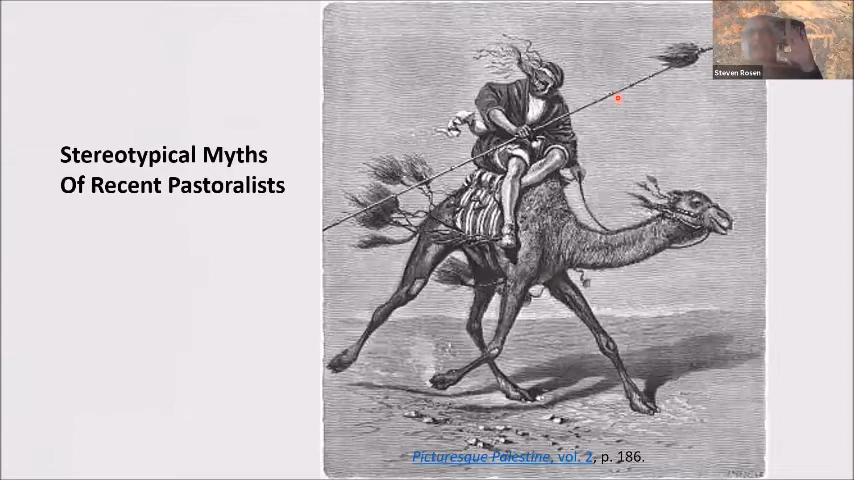 Steven Rosen
Stereotypical Myths
Of Recent Pastoralists
Picturesque Palestine, vol. 2, p. 186.